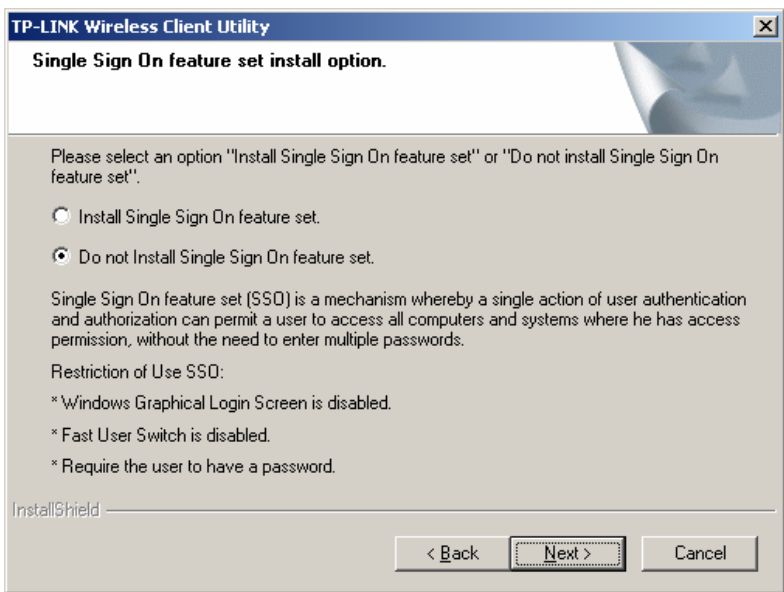 TP-LINK Wireless Client Utility
Single Sign On feature set install option.
Please select an option "Install Single Sign On feature set" or "Do not install Single Sign On
feature set".
Install Single Sign On feature set.
Do not Install Single Sign On feature set.
Single Sign On feature set (SSO) is a mechanism whereby a single action of user authentication
and authorization can permit a user to access all computers and systems where he has access
permission, without the need to enter multiple passwords.
Restriction of Use SSO:
* Windows Graphical Login Screen is disabled.
* Fast User Switch is disabled.
* Require the user to have a password.
InstallShield
< Back Next > Cancel